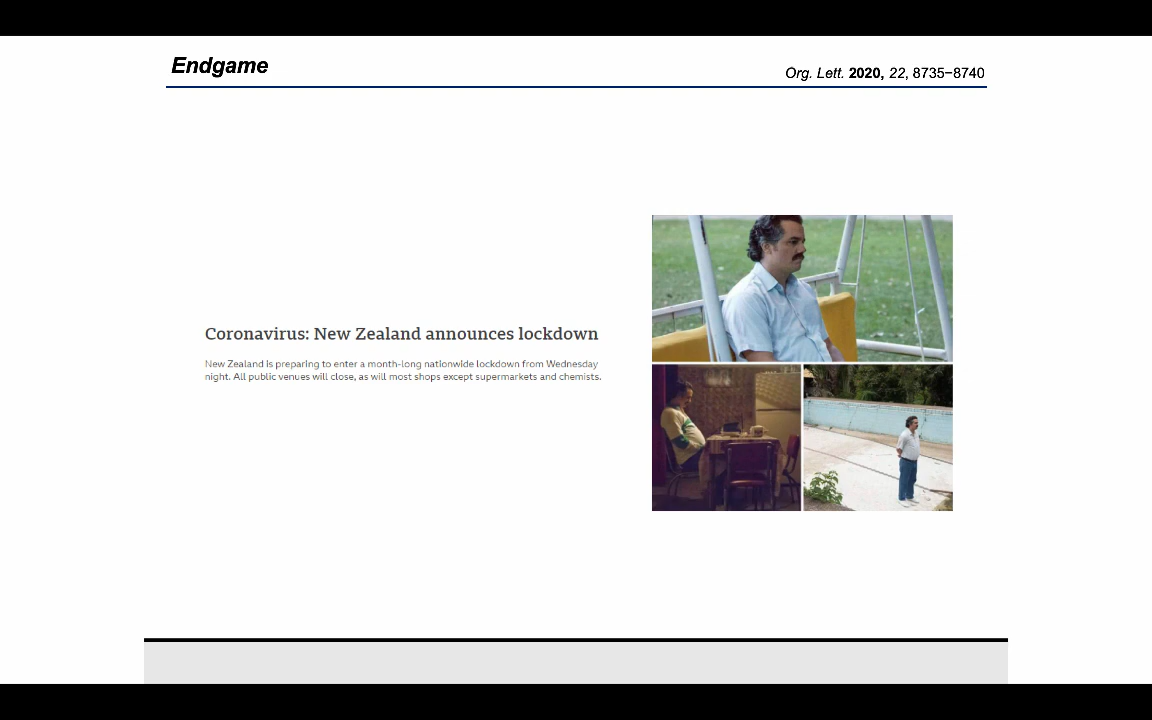 Endgame
Org. Lett. 2020, 22, 8735−8740
Coronavirus: New Zealand announces lockdown
New Zealand is preparing to enter a month-long nationwide lockdown from Wednesday
night. All public venues will close, as will most shops except supermarkets and chemists.